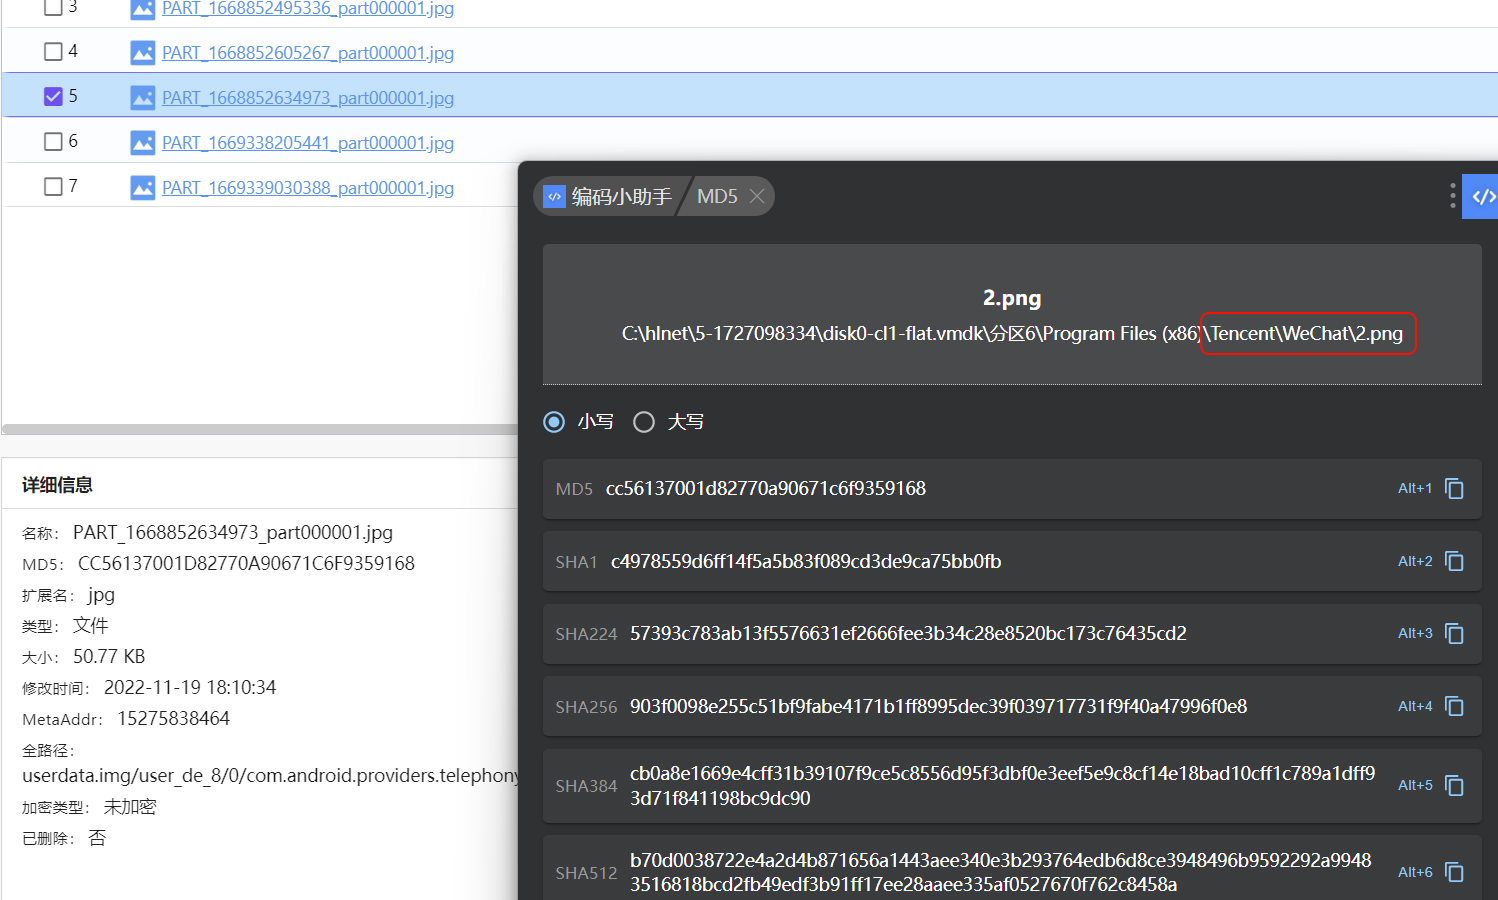 3 PART_1668852495336_part000001.jpg
4 PART_1668852605267_part000001.jpg
5 PART_1668852634973_part000001.jpg
6 PART_1669338205441_part000001.jpg
7 PART_1669339030388_part000001.jpg
详细信息
名称： PART_1668852634973_part000001.jpg
MD5： CC56137001D82770A90671C6F9359168
扩展名： jpg
类型： 文件
大小： 50.77 KB
修改时间： 2022-11-19 18:10:34
MetaAddr： 15275838464
全路径：
userdata.img/user_de_8/0/com.android.providers.telephony
加密类型： 未加密
已删除： 否
编码小助手 MD5
2.png
C:\hlnet\5-1727098334\disk0-cl1-flat.vmdk\分区6\Program Files (x86)\Tencent\WeChat\2.png
小写 大写
MD5 cc56137001d82770a90671c6f9359168 Alt+1
SHA1 c4978559d6ff14f5a5b83f089cd3de9ca75bb0fb Alt+2
SHA224 57393c783ab13f5576631ef2666fee3b34c28e8520bc173c76435cd2 Alt+3
SHA256 903f0098e255c51bf9fabe4171b1ff8995dec39f039717731f9f40a47996f0e8 Alt+4
SHA384 cb0a8e1669e4cff31b39107f9ce5c8556d95f3dbf0e3eef5e9c8cf14e18bad10cff1c789a1dff9
3d71f841198bc9dc90 Alt+5
SHA512 b70d0038722e4a2d4b871656a1443aee340e3b293764edb6d8ce3948496b9592292a9948
3516818bcd2fb49edf3b91ff17ee28aaee335af0527670f762c8458a Alt+6